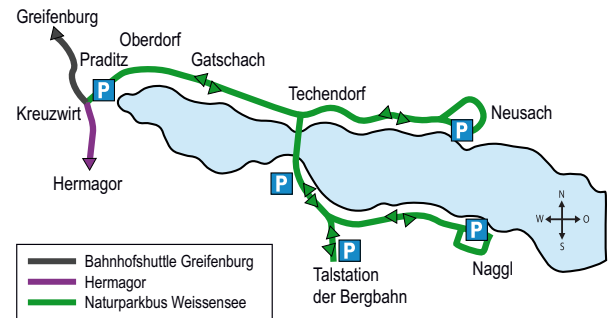 Greifenburg
Oberdorf
Praditz
Gatschach
P
Techendorf
Kreuzwirt
Neusach
P
Hermagor
P
N
W O
S
P
P
Naggl
Talstation
der Bergbahn
Bahnhofshuttle Greifenburg
Hermagor
Naturparkbus Weissensee